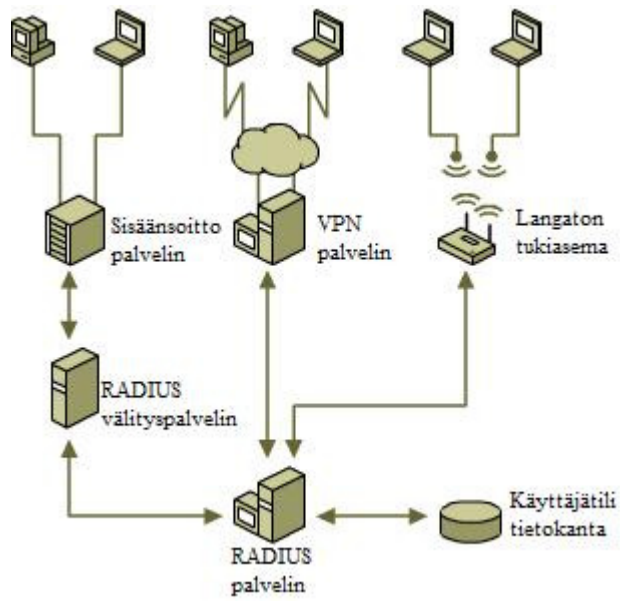 Sisäänsoitto
palvelin
VPN
palvelin
Langaton
tukiasema
RADIUS
välityspalvelin
Käyttäjätili
tietokanta
RADIUS
palvelin